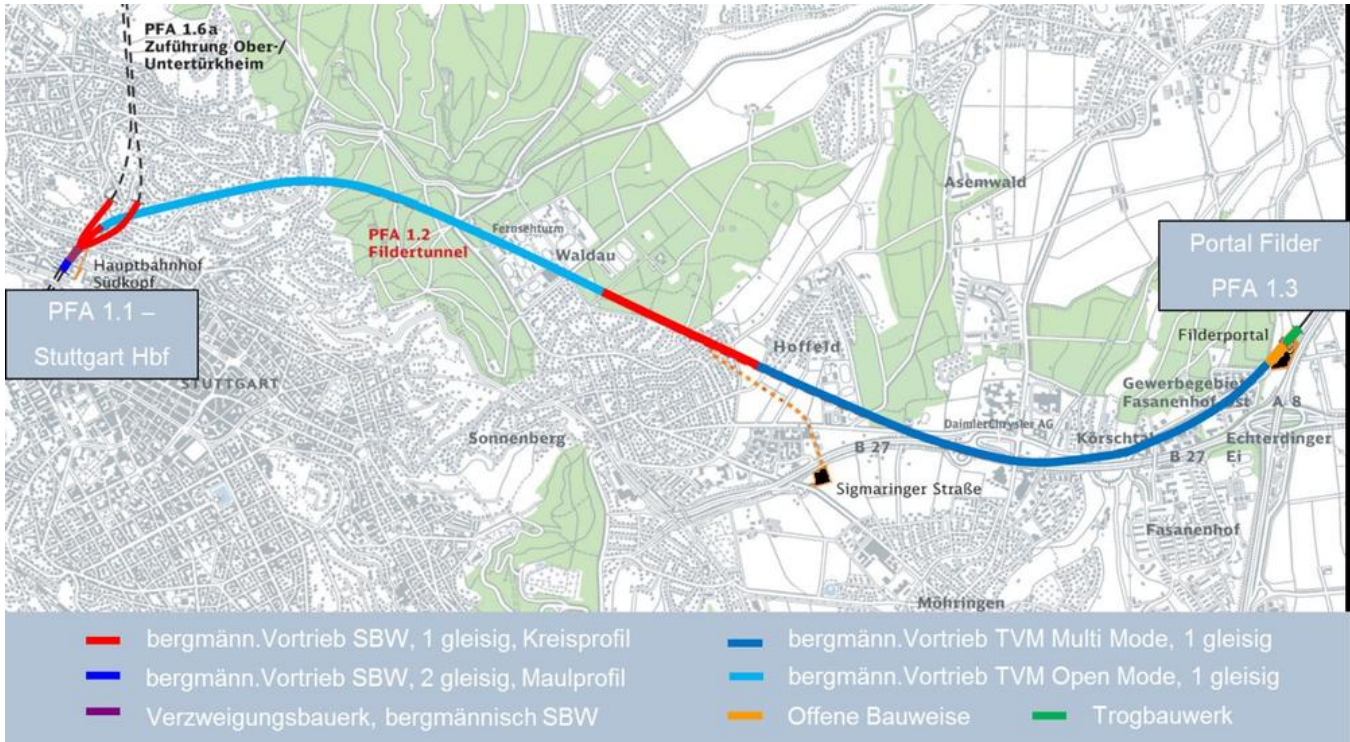 PFA 1.6a
Zuführung Ober-/
Untertürkheim
Asemwald
Fernsehturm
PFA 1.2
Fildertunnel
Waldau
Portal Filder
PFA 1.3
Hauptbahnhof
Südkopf
PFA 1.1 –
Stuttgart Hbf
Filderportal
Hoffeld
STUTTGART
Gewerbegebiet
Fasanenhof Ost
A 8
DaimlerChrysler AG
Sonnenberg
B 27
Körschtal
B 27
Echterdinger
Ei
Sigmaringer Straße
Fasanenhof
Möhringen
bergmänn.Vortrieb SBW, 1 gleisig, Kreisprofil
bergmänn.Vortrieb TVM Multi Mode, 1 gleisig
bergmänn.Vortrieb SBW, 2 gleisig, Maulprofil
bergmänn.Vortrieb TVM Open Mode, 1 gleisig
Verzweigungsbauerk, bergmännisch SBW
Offene Bauweise
Trogbauwerk